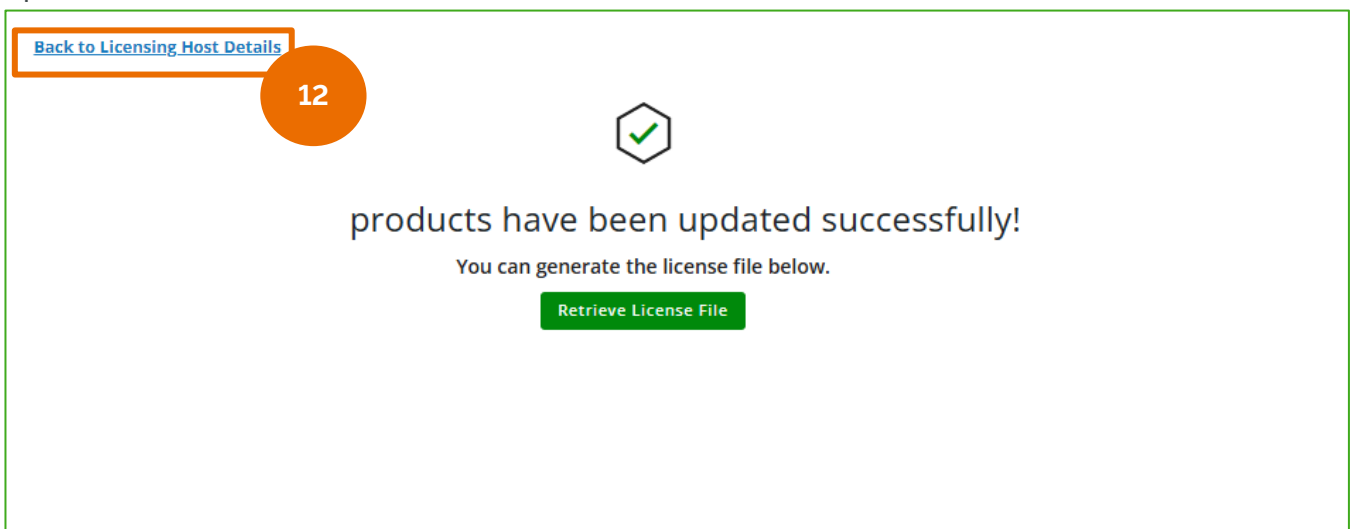 Back to Licensing Host Details
12
products have been updated successfully!
You can generate the license file below.
Retrieve License File